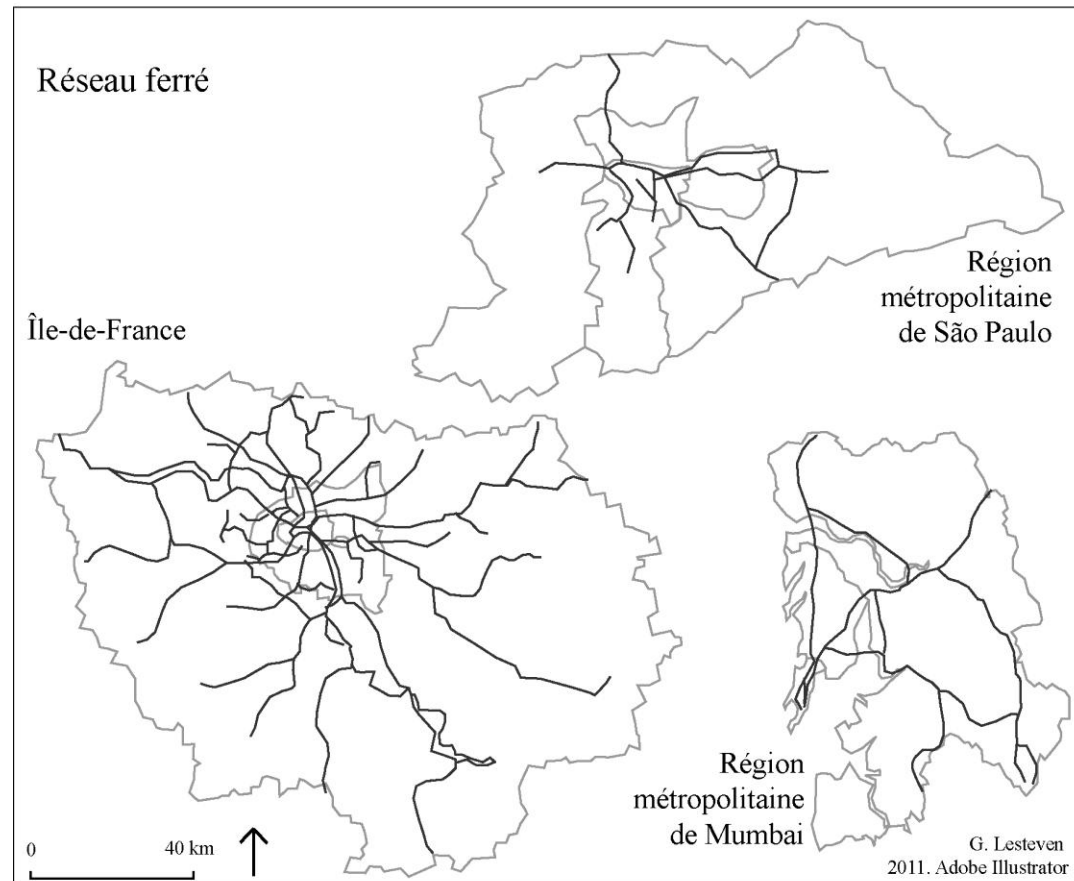 Réseau ferré
Région
métropolitaine
de São Paulo
Île-de-France
Région
métropolitaine
de Mumbai
0 40 km
G. Lesteven
2011. Adobe Illustrator